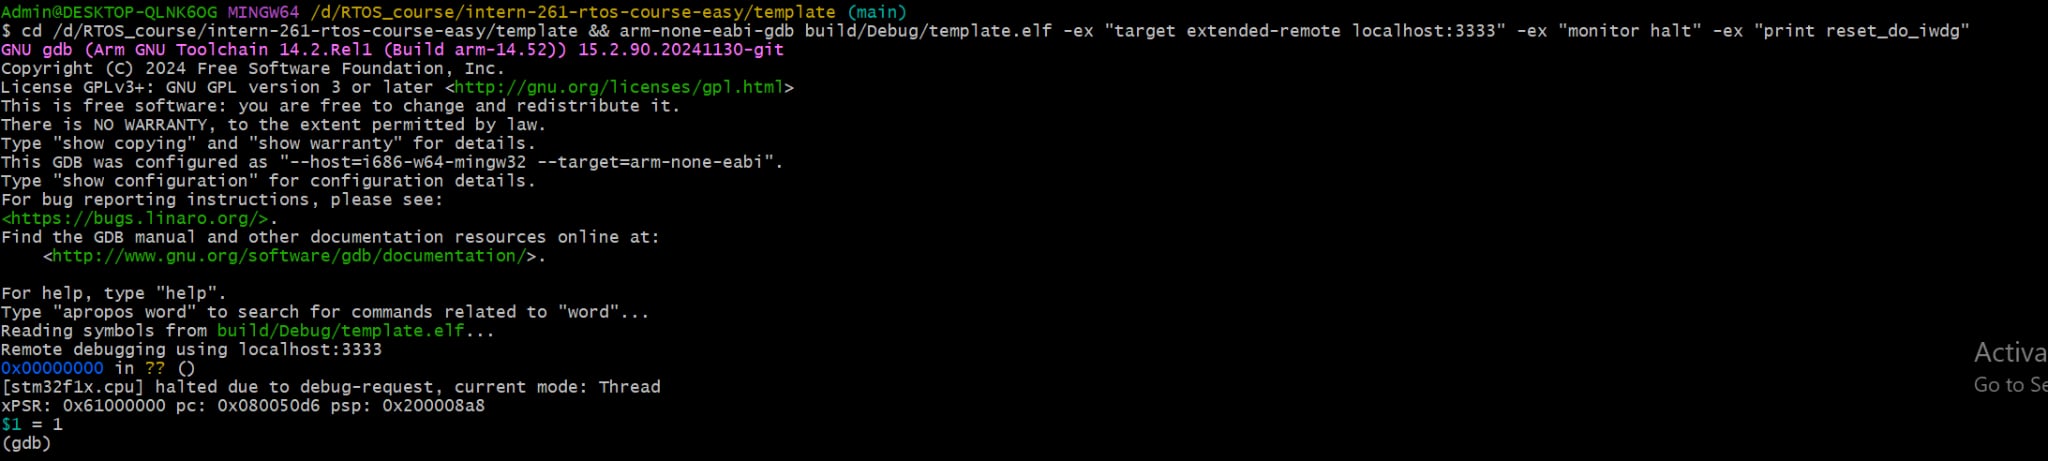 Admin@DESKTOP-QLNK6OG MINGW64 /d/RTOS_course/intern-261-rtos-course-easy/template (main)
$ cd /d/RTOS_course/intern-261-rtos-course-easy/template && arm-none-eabi-gdb build/Debug/template.elf -ex "target extended-remote localhost:3333" -ex "monitor halt" -ex "print reset_do_iwdg"
GNU gdb (Arm GNU Toolchain 14.2.Rel1 (Build arm-14.52)) 15.2.90.20241130-git
Copyright (C) 2024 Free Software Foundation, Inc.
License GPLv3+: GNU GPL version 3 or later <http://gnu.org/licenses/gpl.html>
This is free software: you are free to change and redistribute it.
There is NO WARRANTY, to the extent permitted by law.
Type "show copying" and "show warranty" for details.
This GDB was configured as "--host=i686-w64-mingw32 --target=arm-none-eabi".
Type "show configuration" for configuration details.
For bug reporting instructions, please see:
<https://bugs.linaro.org/>.
Find the GDB manual and other documentation resources online at:
    <http://www.gnu.org/software/gdb/documentation/>.

For help, type "help".
Type "apropos word" to search for commands related to "word"...
Reading symbols from build/Debug/template.elf...
Remote debugging using localhost:3333
0x00000000 in ?? ()
[stm32f1x.cpu] halted due to debug-request, current mode: Thread
xPSR: 0x61000000 pc: 0x080050d6 psp: 0x200008a8
$1 = 1
(gdb)
Activa
Go to Se